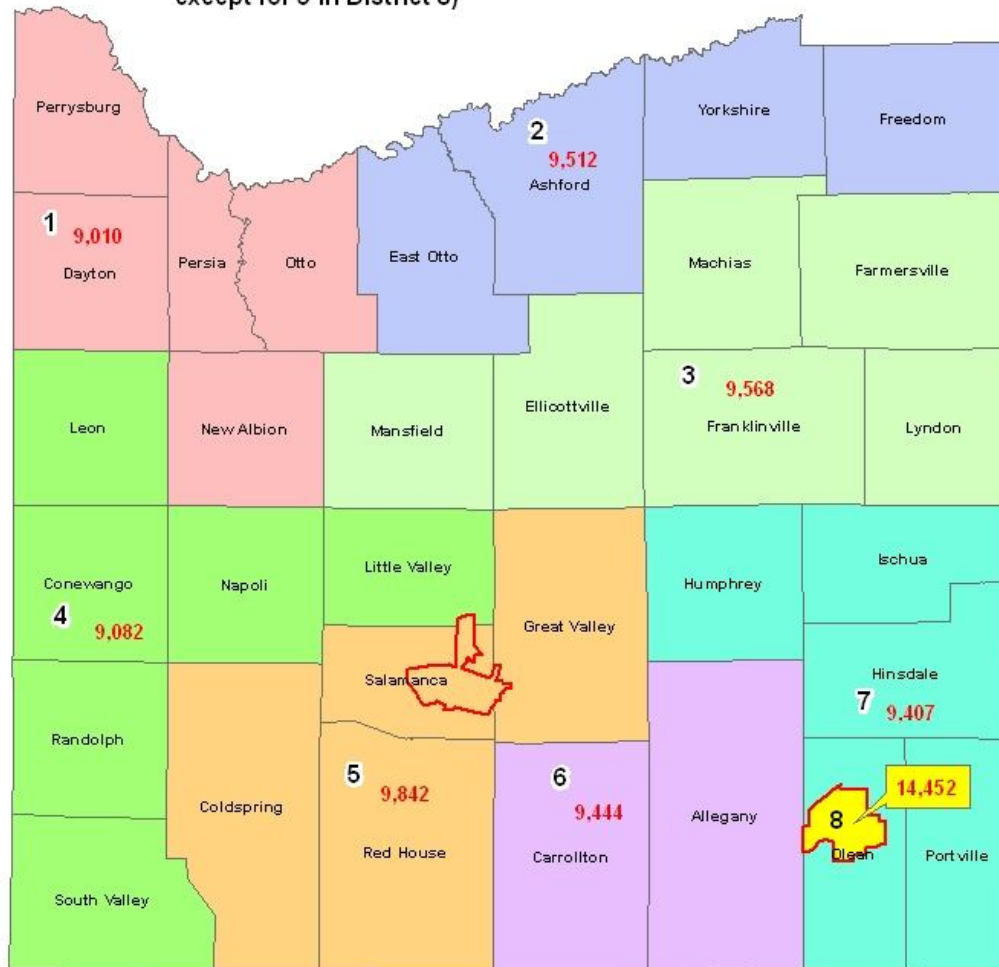 except for 3 in District 8)
Perrysburg
Yorkshire
Freedom
2
9,512
Ashford
1
9,010
Dayton
Persia
Otto
East Otto
Machias
Farmersville
3
9,568
Leon
New Albion
Mansfield
Ellicottville
Franklinville
Lyndon
Conewango
4
9,082
Napoli
Little Valley
Great Valley
Humphrey
Ischua
Salamanca
Hinsdale
7
9,407
Randolph
Coldspring
5
9,842
Red House
6
9,444
Carrollton
Allegany
14,452
8
Olean
Portville
South Valley